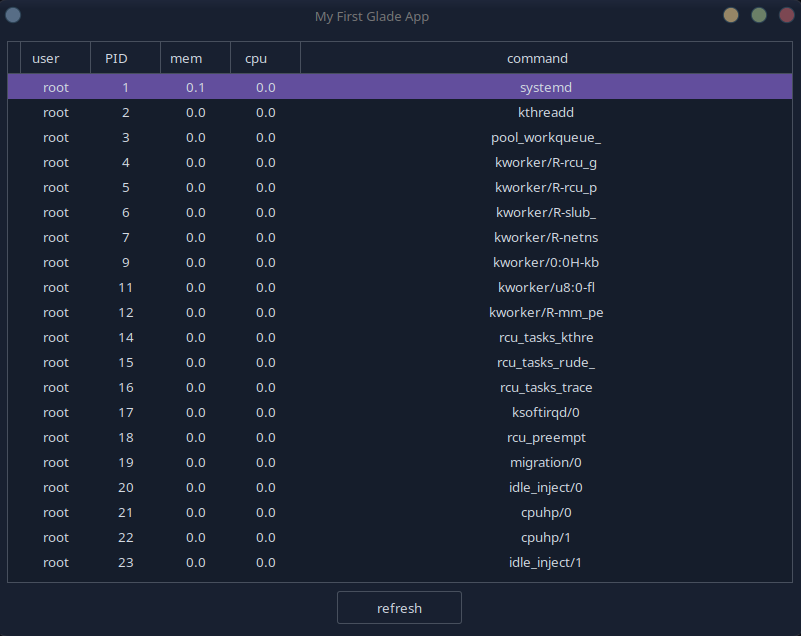 My First Glade App
user PID mem cpu command
root 1 0.1 0.0 systemd
root 2 0.0 0.0 kthreadd
root 3 0.0 0.0 pool_workqueue_
root 4 0.0 0.0 kworker/R-rcu_g
root 5 0.0 0.0 kworker/R-rcu_p
root 6 0.0 0.0 kworker/R-slub_
root 7 0.0 0.0 kworker/R-netns
root 9 0.0 0.0 kworker/0:0H-kb
root 11 0.0 0.0 kworker/u8:0-fl
root 12 0.0 0.0 kworker/R-mm_pe
root 14 0.0 0.0 rcu_tasks_kthre
root 15 0.0 0.0 rcu_tasks_rude_
root 16 0.0 0.0 rcu_tasks_trace
root 17 0.0 0.0 ksoftirqd/0
root 18 0.0 0.0 rcu_preempt
root 19 0.0 0.0 migration/0
root 20 0.0 0.0 idle_inject/0
root 21 0.0 0.0 cpuhp/0
root 22 0.0 0.0 cpuhp/1
root 23 0.0 0.0 idle_inject/1
refresh